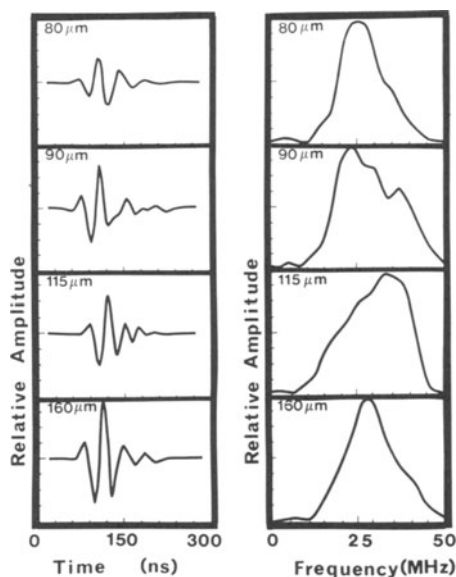 80 μm
90 μm
115 μm
160 μm
Relative Amplitude
0 150 300
Time (ns)
80 μm
90 μm
115 μm
160 μm
Relative Amplitude
0 25 50
Frequency(MHz)